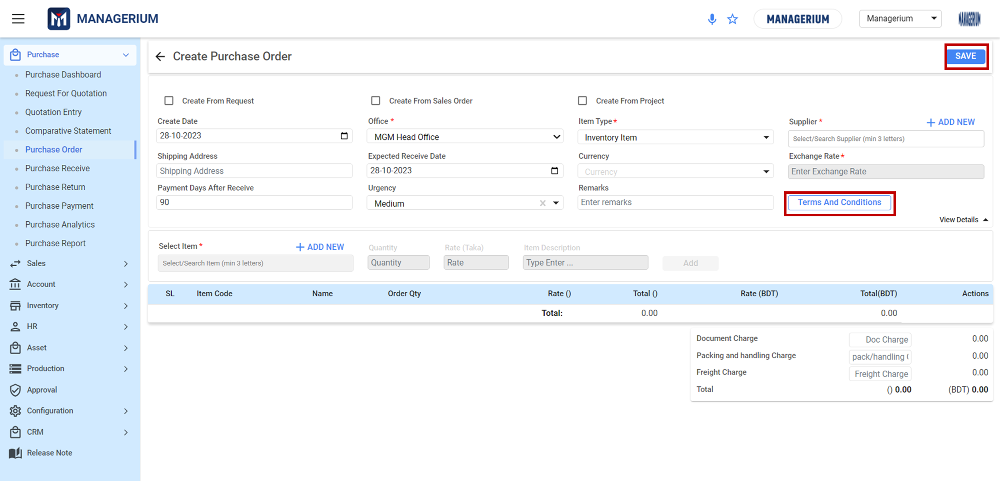 MANAGERIUM
MANAGERIUM
Managerium
MANAGERIUM
Purchase
Purchase Dashboard
Request For Quotation
Quotation Entry
Comparative Statement
Purchase Order
Purchase Receive
Purchase Return
Purchase Payment
Purchase Analytics
Purchase Report
Sales
Account
Inventory
HR
Asset
Production
Approval
Configuration
CRM
Release Note
Create Purchase Order
SAVE
Create From Request
Create From Sales Order
Create From Project
Create Date
28-10-2023
Office *
MGM Head Office
Item Type*
Inventory Item
Supplier *
+ ADD NEW
Select/Search Supplier (min 3 letters)
Shipping Address
Shipping Address
Expected Receive Date
28-10-2023
Currency
Currency
Exchange Rate*
Enter Exchange Rate
Payment Days After Receive
90
Urgency
Medium
Remarks
Enter remarks
Terms And Conditions
View Details
Select Item *
+ ADD NEW
Select/Search Item (min 3 letters)
Quantity
Quantity
Rate (Taka)
Rate
Item Description
Type Enter ...
Add
SL Item Code Name Order Qty Rate () Total () Rate (BDT) Total(BDT) Actions
Total: 0.00 0.00
Document Charge Doc Charge 0.00
Packing and handling Charge pack/handling 0.00
Freight Charge Freight Charge 0.00
Total () 0.00 (BDT) 0.00